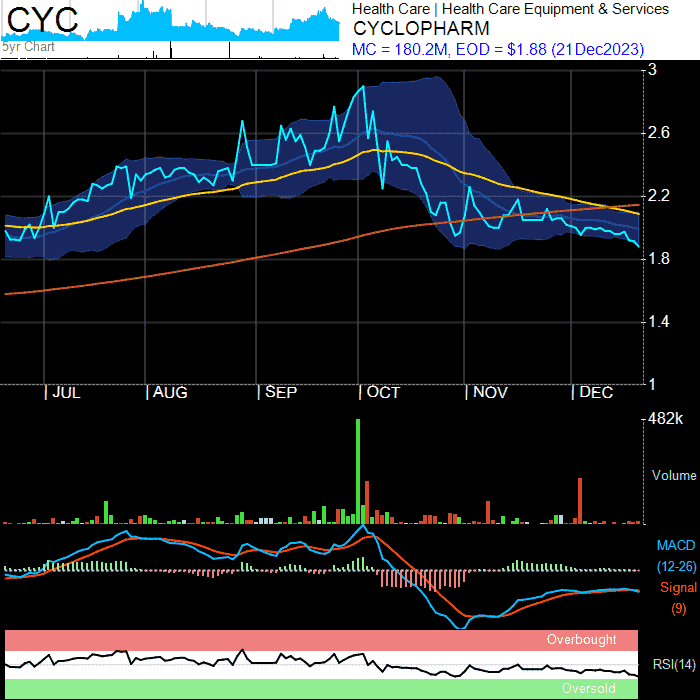 CYC
Health Care | Health Care Equipment & Services
CYCLOPHARM
MC = 180.2M, EOD = $1.88 (21Dec2023)
5yr Chart
3
2.6
2.2
1.8
1.4
1
| JUL | AUG | SEP | OCT | NOV | DEC
482k
Volume
MACD
(12-26)
Signal
(9)
Overbought
RSI(14)
Oversold